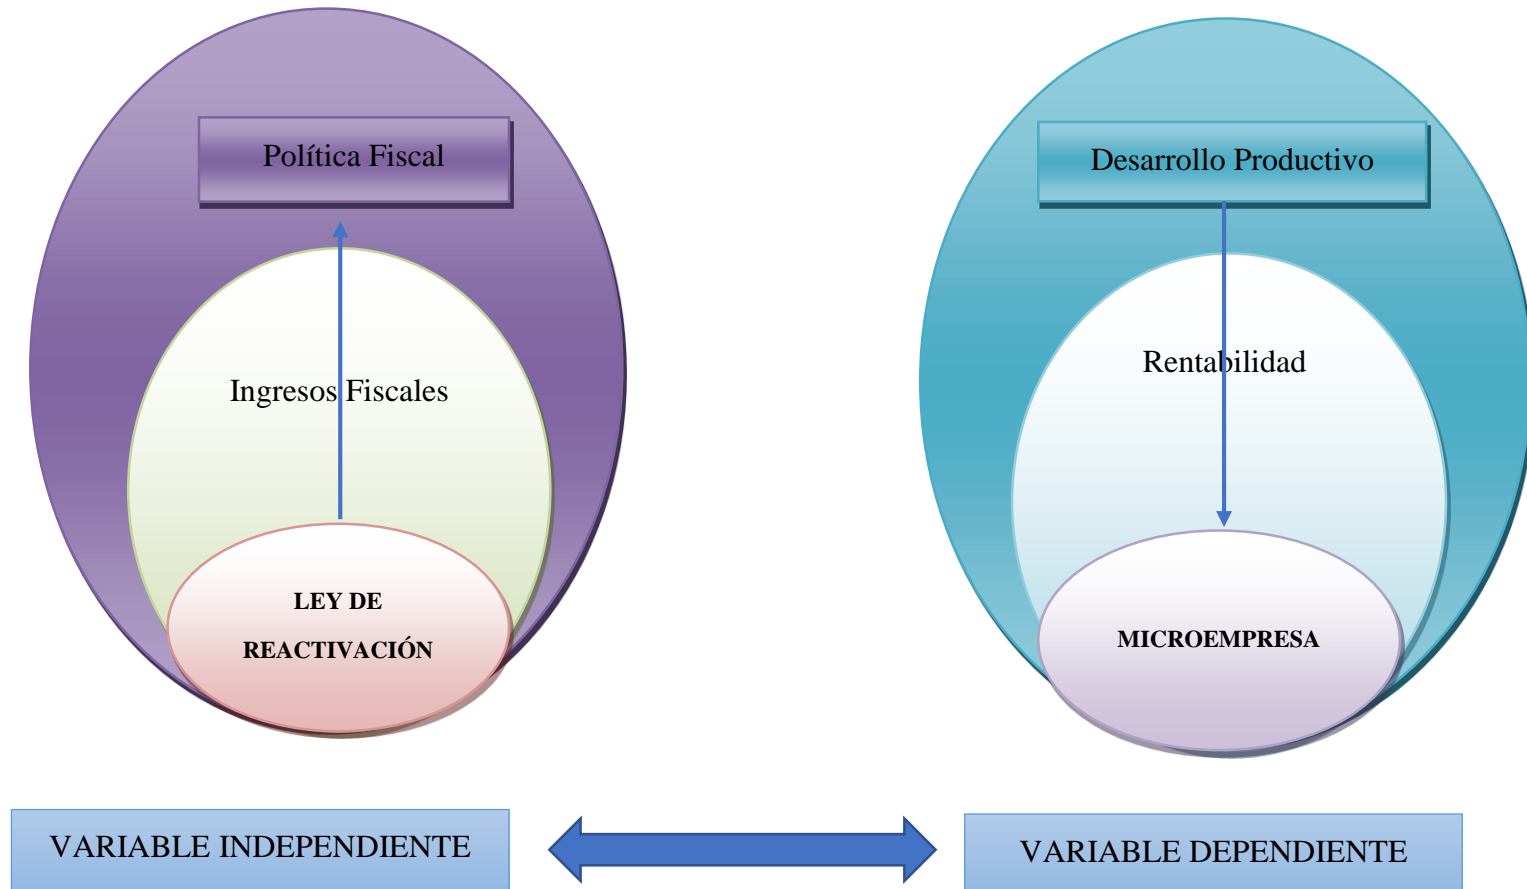 Política Fiscal
Ingresos Fiscales
LEY DE
REACTIVACIÓN
Desarrollo Productivo
Rentabilidad
MICROEMPRESA
VARIABLE INDEPENDIENTE
VARIABLE DEPENDIENTE